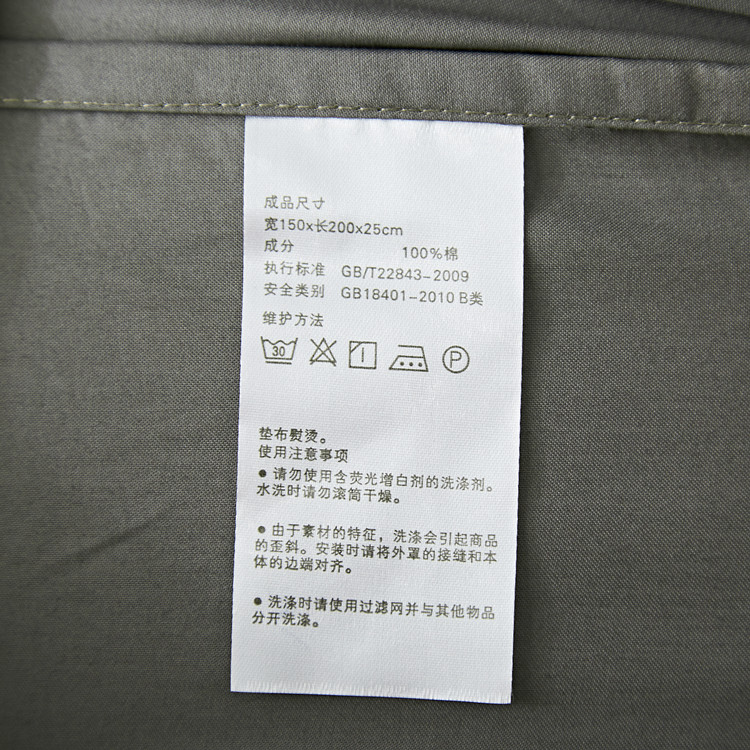 成品尺寸
宽150x长200x25cm
成分 100%棉
执行标准 GB/T22843-2009
安全类别 GB18401-2010 B类
维护方法
30 P
垫布熨烫。
使用注意事项
● 请勿使用含荧光增白剂的洗涤剂。
水洗时请勿滚筒干燥。
● 由于素材的特征，洗涤会引起商品
的歪斜。安装时请将外罩的接缝和本
体的边端对齐。
● 洗涤时请使用过滤网并与其他物品
分开洗涤。